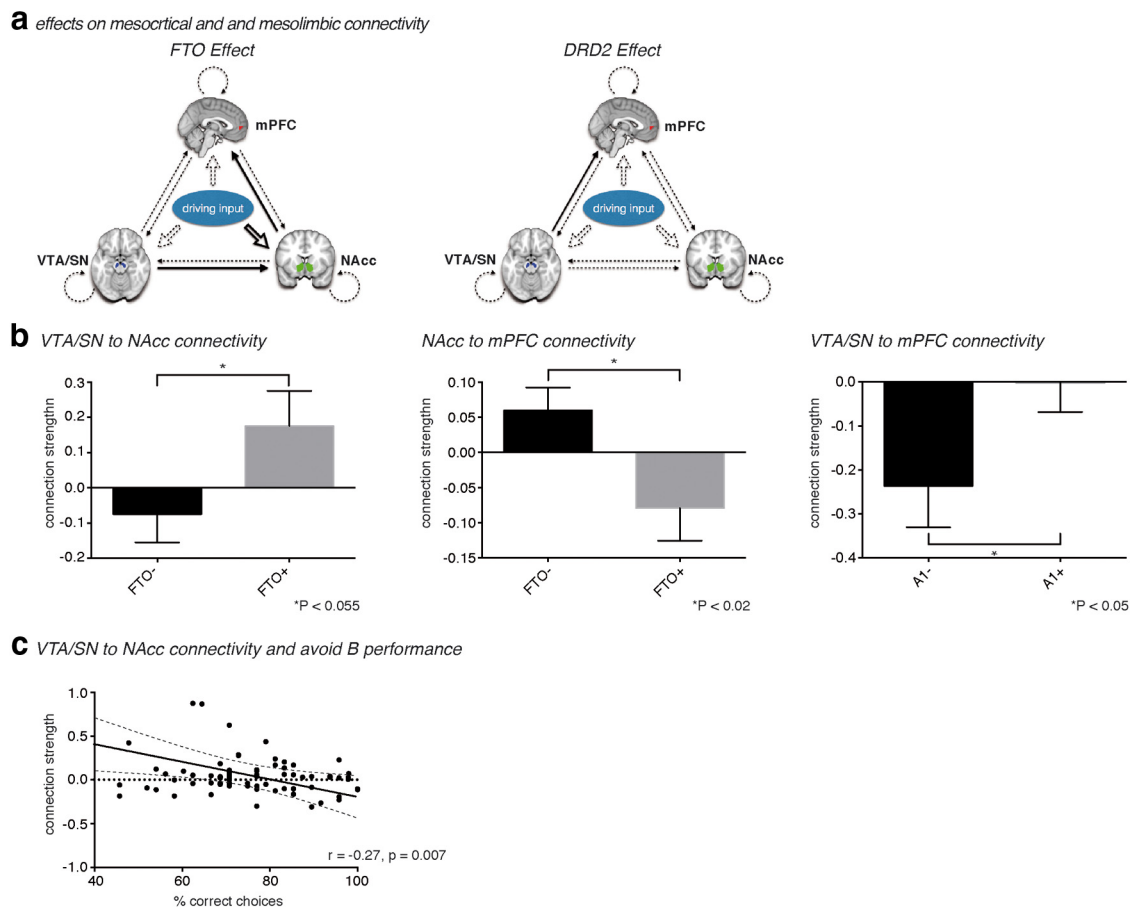 a effects on mesocrtical and and mesolimbic connectivity
FTO Effect
DRD2 Effect
mPFC
mPFC
driving input
driving input
VTA/SN
NAcc
VTA/SN
NAcc
b VTA/SN to NAcc connectivity
NAcc to mPFC connectivity
VTA/SN to mPFC connectivity
connection strengthn
0.3
0.2
0.1
0.0
-0.1
-0.2
*
FTO-
FTO+
*P < 0.055
connection strengthn
0.10
0.05
0.00
-0.05
-0.10
-0.15
*
FTO-
FTO+
*P < 0.02
connection strengthn
0.0
-0.1
-0.2
-0.3
-0.4
*
A1-
A1+
*P < 0.05
c VTA/SN to NAcc connectivity and avoid B performance
connection strength
1.0
0.5
0.0
-0.5
-1.0
r = -0.27, p = 0.007
40 60 80 100
% correct choices